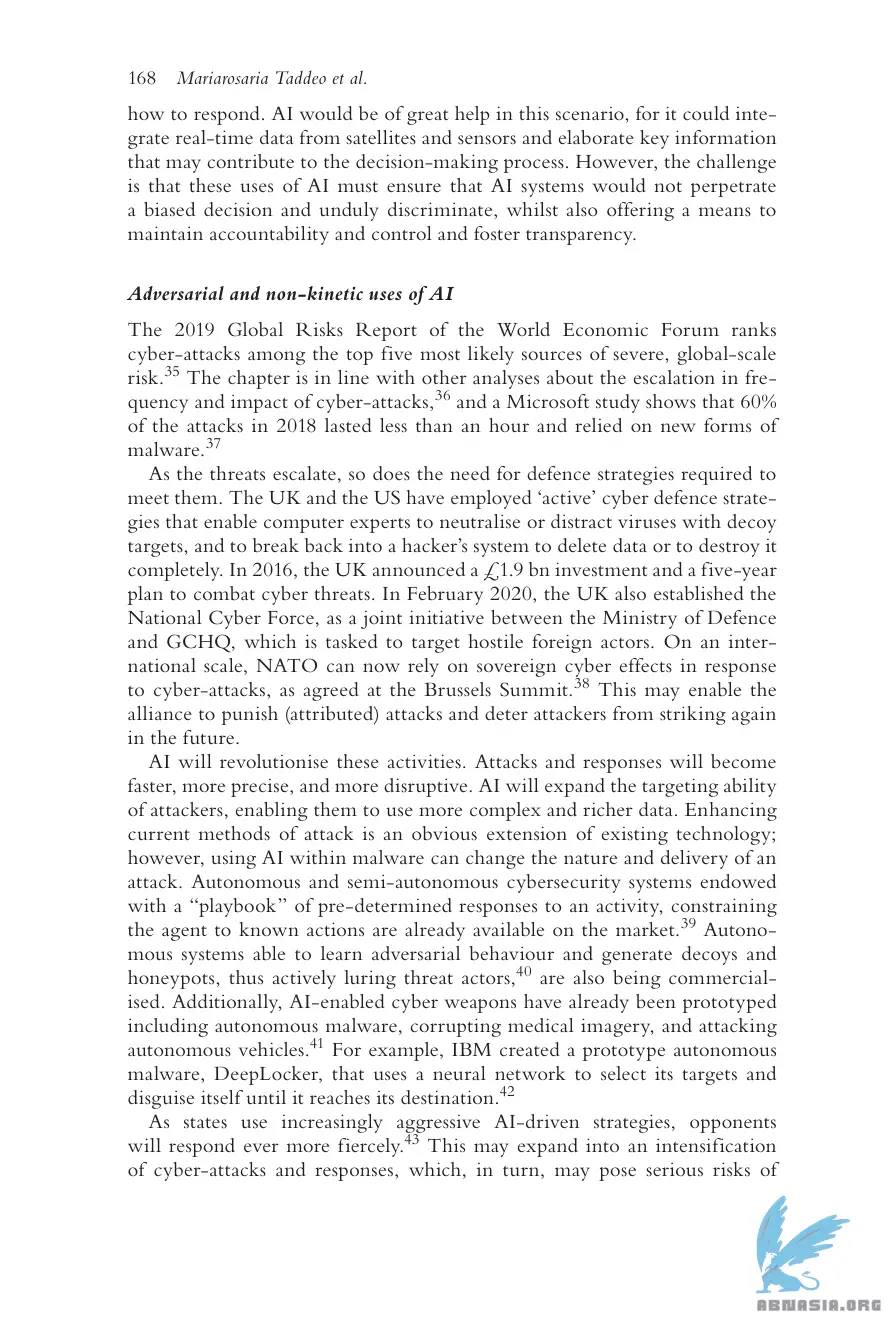 168 Mariarosaria Taddeo et al.
how to respond. AI would be of great help in this scenario, for it could inte-
grate real-time data from satellites and sensors and elaborate key information
that may contribute to the decision-making process. However, the challenge
is that these uses of AI must ensure that AI systems would not perpetrate
a biased decision and unduly discriminate, whilst also offering a means to
maintain accountability and control and foster transparency.
Adversarial and non-kinetic uses of AI
The 2019 Global Risks Report of the World Economic Forum ranks
cyber-attacks among the top five most likely sources of severe, global-scale
risk.35 The chapter is in line with other analyses about the escalation in fre-
quency and impact of cyber-attacks,36 and a Microsoft study shows that 60%
of the attacks in 2018 lasted less than an hour and relied on new forms of
malware.37
As the threats escalate, so does the need for defence strategies required to
meet them. The UK and the US have employed ‘active’ cyber defence strate-
gies that enable computer experts to neutralise or distract viruses with decoy
targets, and to break back into a hacker’s system to delete data or to destroy it
completely. In 2016, the UK announced a £1.9 bn investment and a five-year
plan to combat cyber threats. In February 2020, the UK also established the
National Cyber Force, as a joint initiative between the Ministry of Defence
and GCHQ, which is tasked to target hostile foreign actors. On an inter-
national scale, NATO can now rely on sovereign cyber effects in response
to cyber-attacks, as agreed at the Brussels Summit.38 This may enable the
alliance to punish (attributed) attacks and deter attackers from striking again
in the future.
AI will revolutionise these activities. Attacks and responses will become
faster, more precise, and more disruptive. AI will expand the targeting ability
of attackers, enabling them to use more complex and richer data. Enhancing
current methods of attack is an obvious extension of existing technology;
however, using AI within malware can change the nature and delivery of an
attack. Autonomous and semi-autonomous cybersecurity systems endowed
with a “playbook” of pre-determined responses to an activity, constraining
the agent to known actions are already available on the market.39 Autono-
mous systems able to learn adversarial behaviour and generate decoys and
honeypots, thus actively luring threat actors,40 are also being commercial-
ised. Additionally, AI-enabled cyber weapons have already been prototyped
including autonomous malware, corrupting medical imagery, and attacking
autonomous vehicles.41 For example, IBM created a prototype autonomous
malware, DeepLocker, that uses a neural network to select its targets and
disguise itself until it reaches its destination.42
As states use increasingly aggressive AI-driven strategies, opponents
will respond ever more fiercely.43 This may expand into an intensification
of cyber-attacks and responses, which, in turn, may pose serious risks of
ABNASIA.ORG